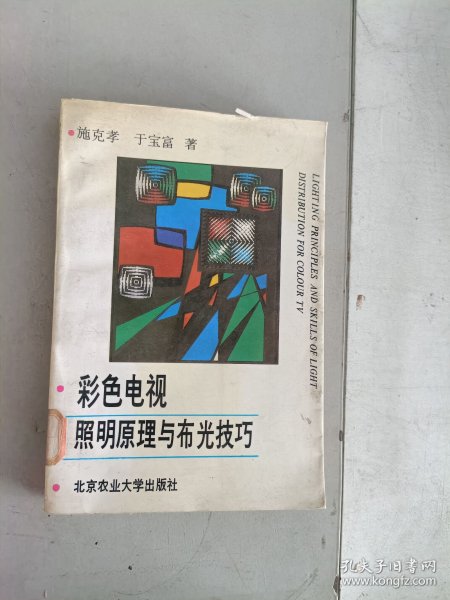 施克孝 于宝富 著
LIGHTING PRINCIPLES AND SKILLS OF LIGHT
DISTRIBUTION FOR COLOUR TV
彩色电视
照明原理与布光技巧
北京农业大学出版社
孔夫子旧书网
www.kongfz.com